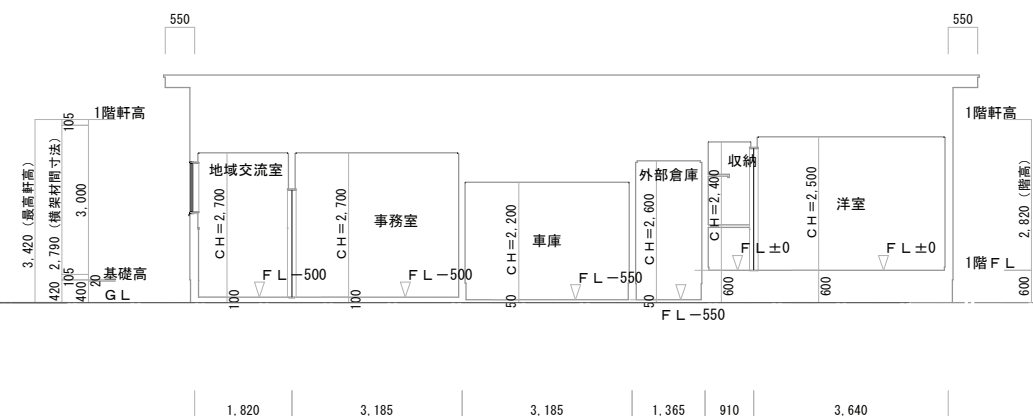 550
550
1階軒高
1階軒高
3,420 (最高軒高)
420 2,790 (横架材間寸法)
105
3,000
105
400
20
基礎高
GL
地域交流室
CH=2,700
FL-500
100
事務室
CH=2,700
FL-500
100
車庫
CH=2,200
FL-550
50
外部倉庫
CH=2,600
50
FL-550
収納
CH=2,400
FL±0
600
洋室
CH=2,500
FL±0
600
2,820 (階高)
1階FL
600
1,820
3,185
3,185
1,365
910
3,640